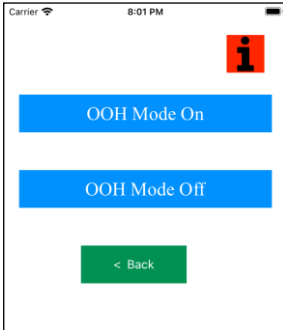 Carrier 8:01 PM
i
OOH Mode On
OOH Mode Off
< Back